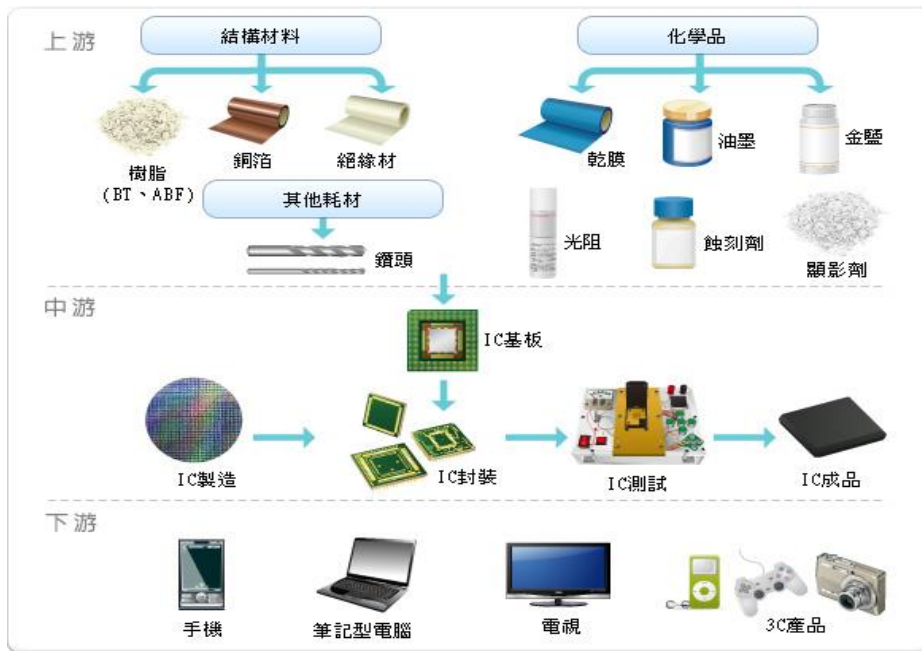 上游
結構材料
化學品
樹脂
(BT、ABF)
銅箔
絕緣材
乾膜
油墨
金鹽
其他耗材
鑽頭
光阻
蝕刻劑
顯影劑
中游
IC基板
IC製造
IC封裝
IC測試
IC成品
下游
手機
筆記型電腦
電視
3C產品